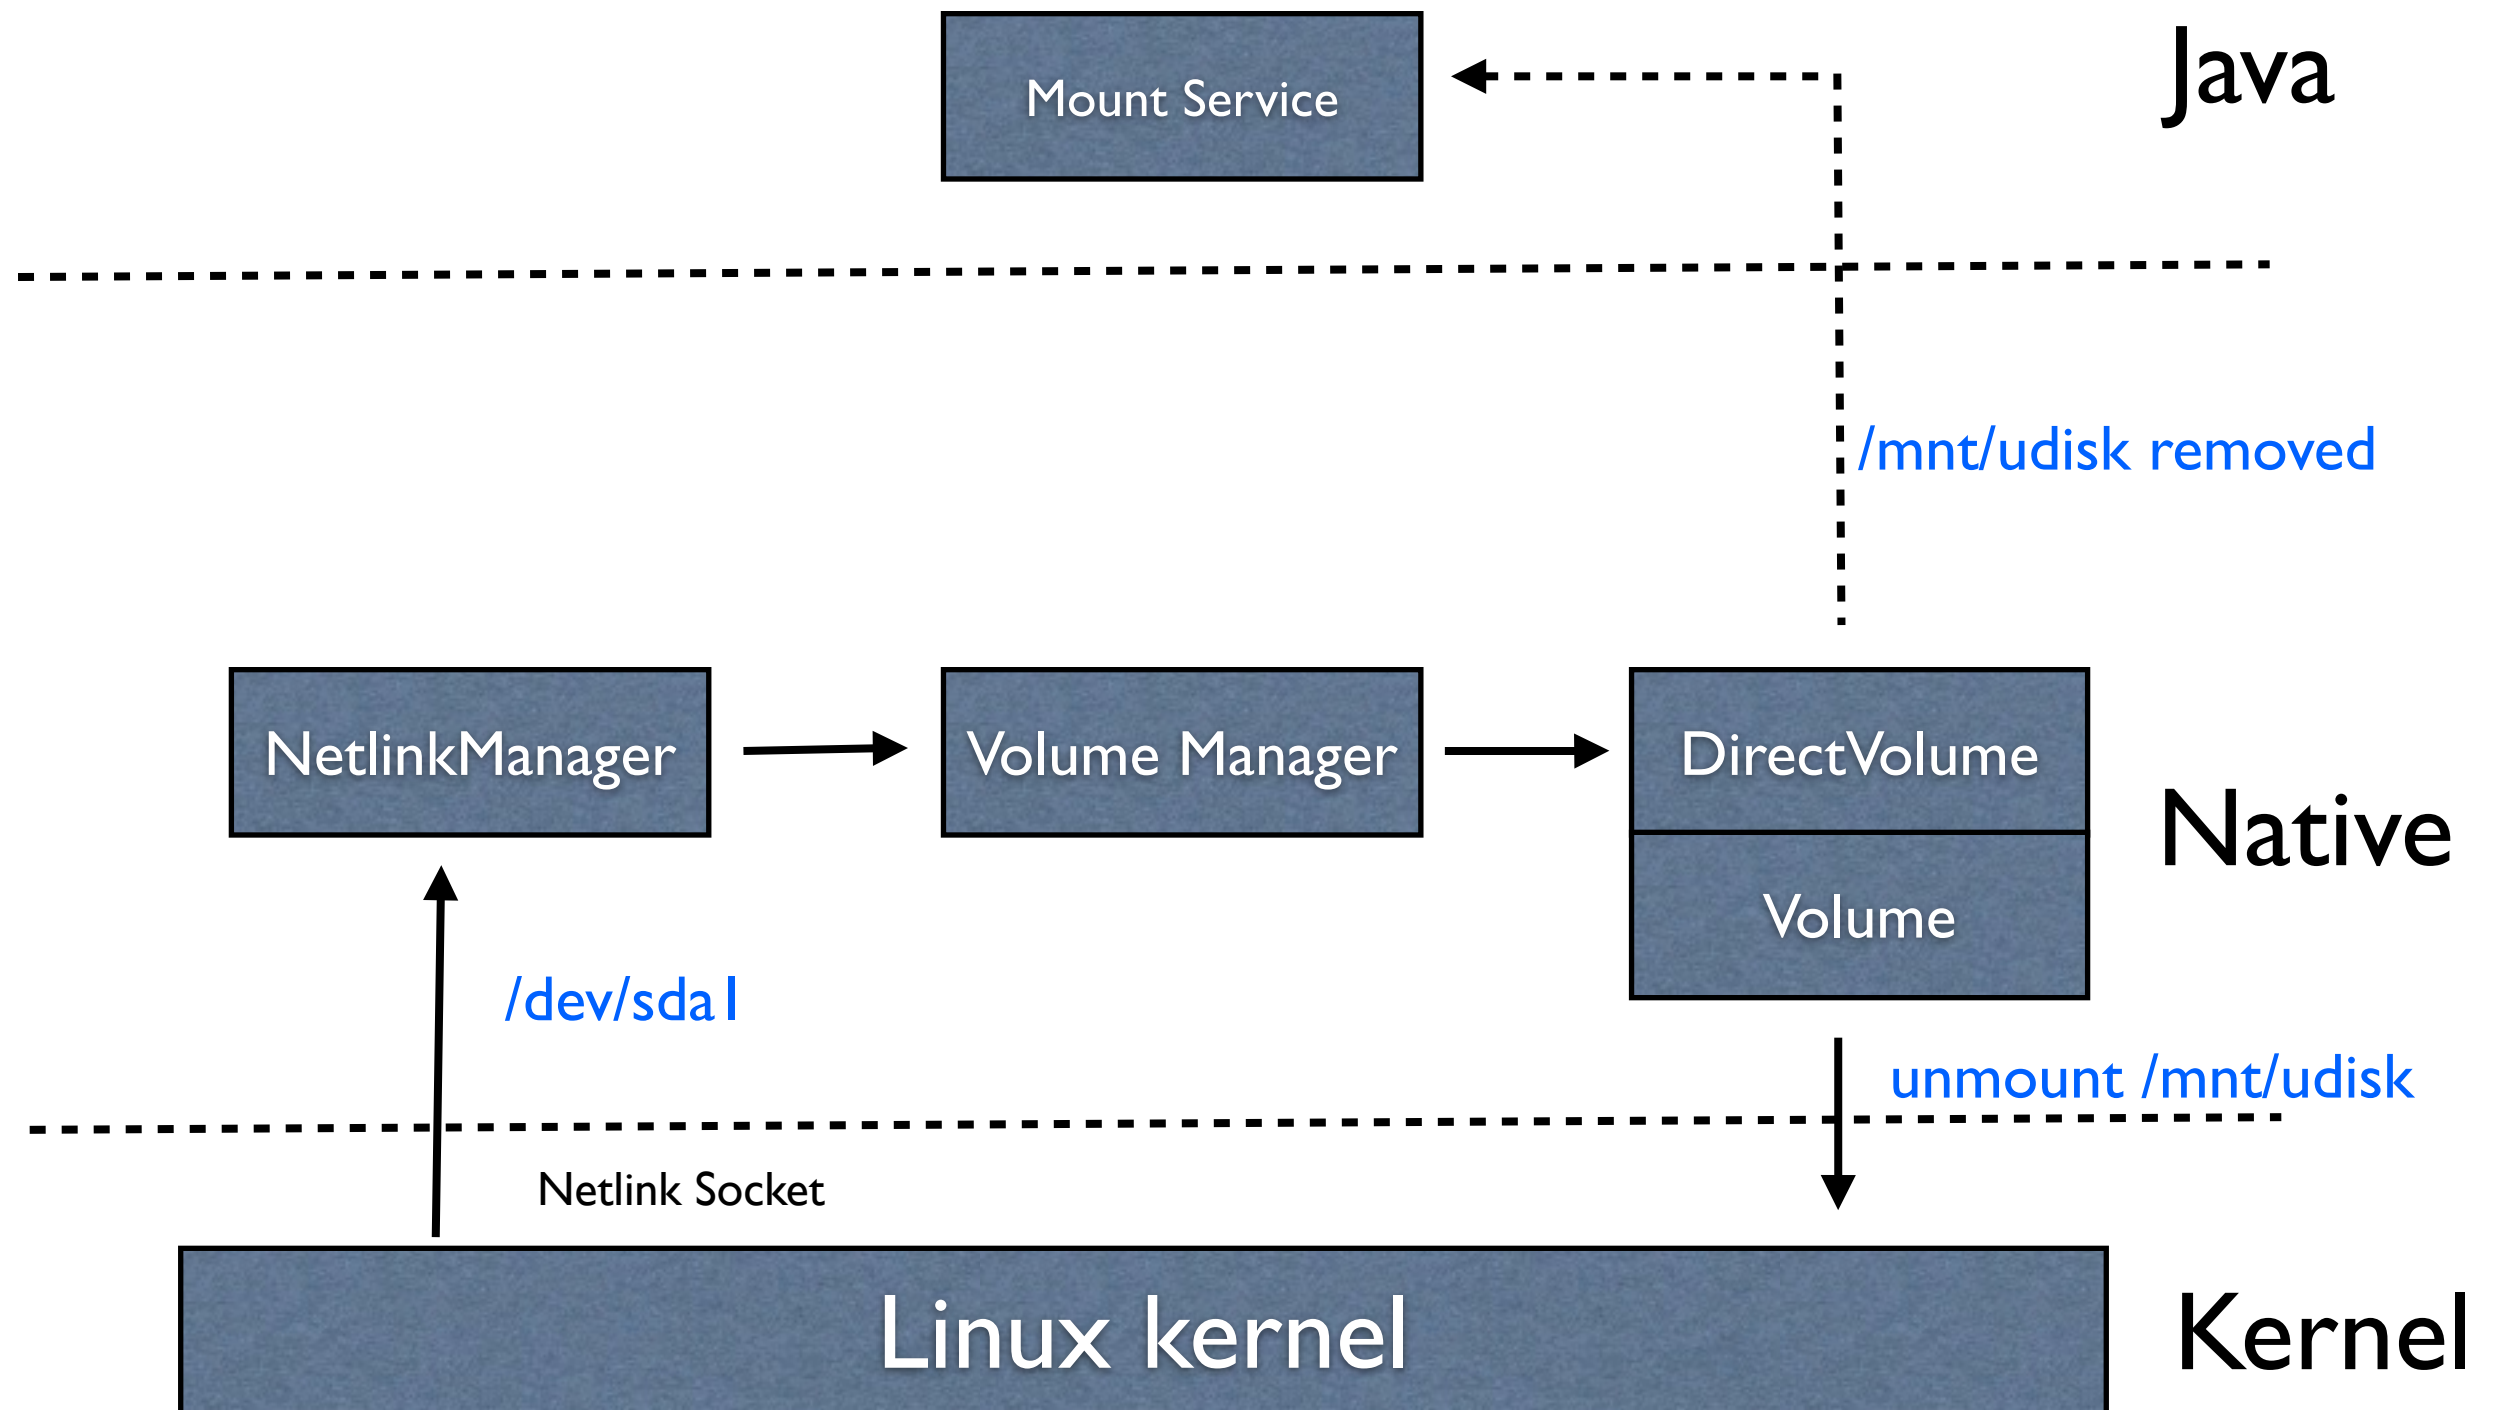 Java
Mount Service
/mnt/udisk removed
NetlinkManager
Volume Manager
DirectVolume
Native
Volume
/dev/sda1
unmount /mnt/udisk
Netlink Socket
Linux kernel
Kernel